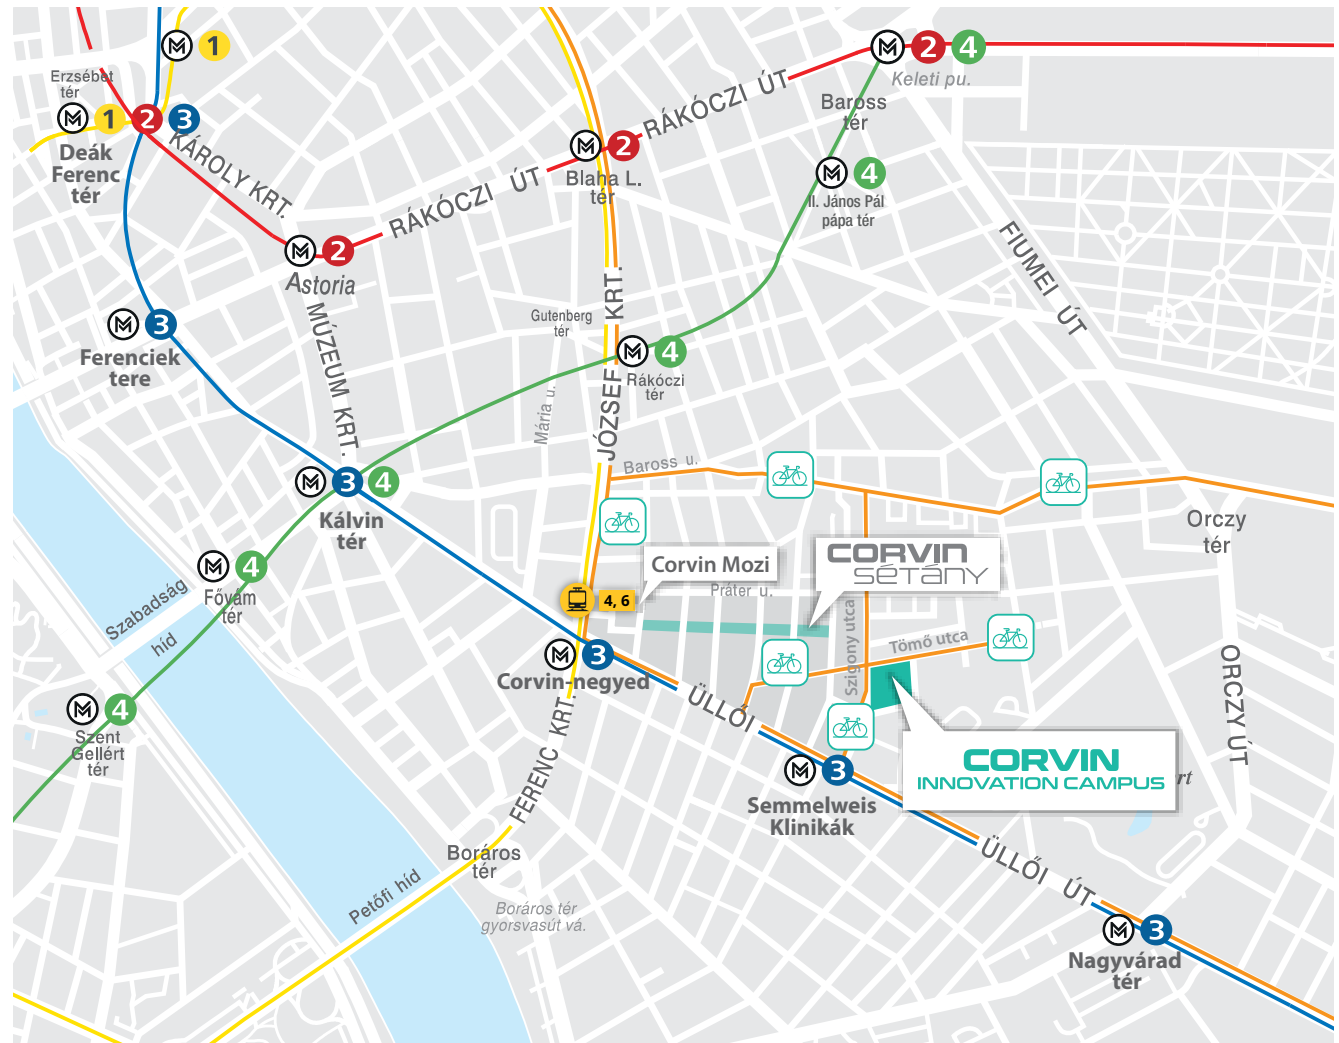 1
Erzsébet
tér
1
2
3
Deák
Ferenc
tér
KÁROLY KRT.
2
Astoria
RÁKÓCZI ÚT
2
Blaha L.
tér
RÁKÓCZI ÚT
2
4
Keleti pu.
Baross
tér
4
II. János Pál
pápa tér
FIUMEI ÚT
3
Ferenciek
tere
MÚZEUM KRT.
Gutenberg
tér
JÓZSEF KRT.
4
Rákóczi
tér
Mária u.
Baross u.
3
4
Kálvin
tér
Orczy
tér
4
Fővám
tér
Szabadság
híd
Corvin Mozi
CORVIN
Sétány
Práter u.
4, 6
Szigony utca
Tömő utca
3
Corvin-negyed
4
Szent
Gellért
tér
ÜLLŐI
FERENC KRT.
ORCZY ÚT
CORVIN
INNOVATION CAMPUS
rt
3
Semmelweis
Klinikák
Boráros
tér
Petőfi híd
Boráros tér
gyorsvasút vá.
ÜLLŐI ÚT
3
Nagyvárad
tér